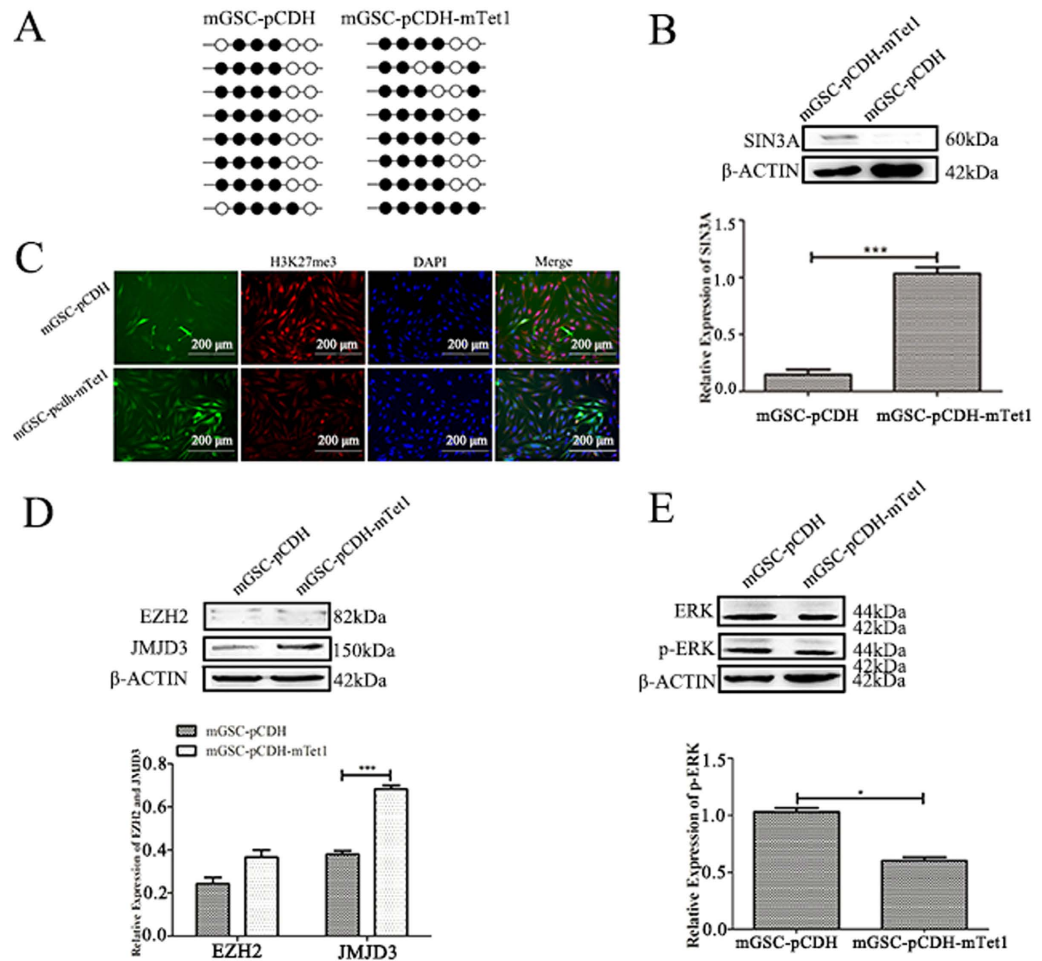 A
mGSC-pCDH
mGSC-pCDH-mTet1
B
mGSC-pCDH-mTet1
mGSC-pCDH
SIN3A
60kDa
β-ACTIN
42kDa
Relative Expression of SIN3A
1.5
1.0
0.5
0.0
***
mGSC-pCDH
mGSC-pCDH-mTet1
C
H3K27me3
DAPI
Merge
mGSC-pCDH
200 μm
200 μm
200 μm
200 μm
mGSC-pcdh-mTet1
200 μm
200 μm
200 μm
200 μm
D
mGSC-pCDH
mGSC-pCDH-mTet1
EZH2
82kDa
JMJD3
150kDa
β-ACTIN
42kDa
mGSC-pCDH
mGSC-pCDH-mTet1
Relative Expression of EZH2 and JMJD3
0.8
0.6
0.4
0.2
0.0
***
EZH2
JMJD3
E
mGSC-pCDH
mGSC-pCDH-mTet1
ERK
44kDa
42kDa
p-ERK
44kDa
42kDa
β-ACTIN
42kDa
Relative Expression of p-ERK
1.5
1.0
0.5
0.0
*
mGSC-pCDH
mGSC-pCDH-mTet1